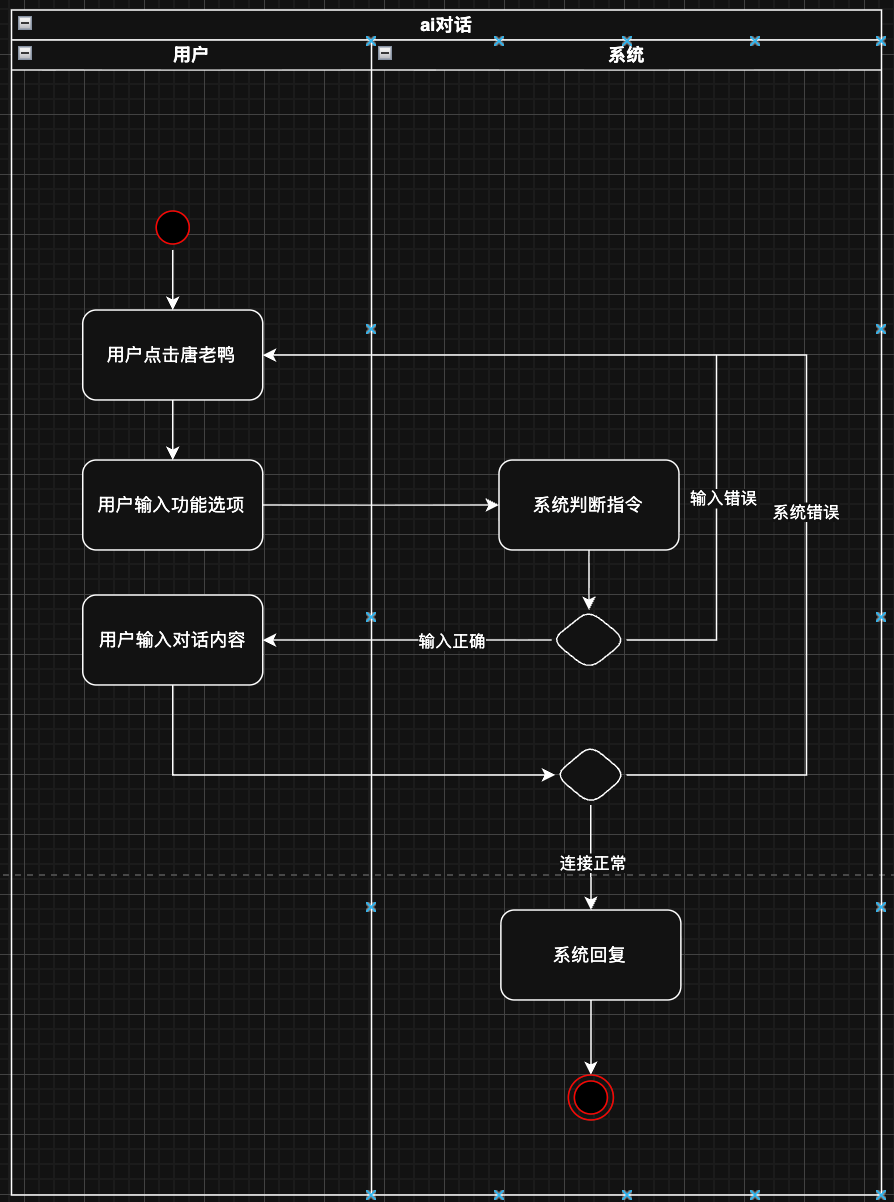 ai对话
用户
系统
用户点击唐老鸭
用户输入功能选项
系统判断指令
输入错误
系统错误
用户输入对话内容
输入正确
连接正常
系统回复